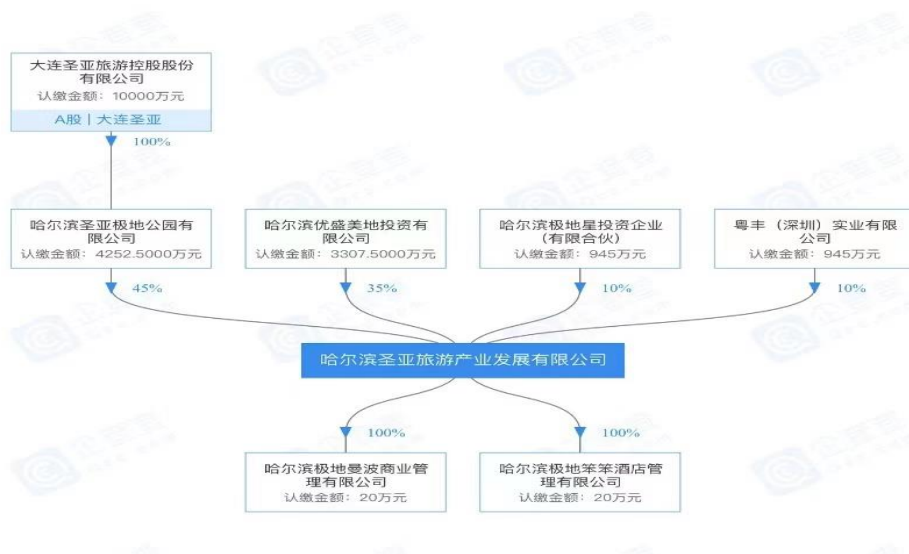 大连圣亚旅游控股股份
有限公司
认缴金额：10000万元
A股 | 大连圣亚
100%
哈尔滨圣亚极地公园有
限公司
认缴金额：4252.5000万元
哈尔滨优盛美地投资有
限公司
认缴金额：3307.5000万元
哈尔滨极地星投资企业
（有限合伙）
认缴金额：945万元
粤丰（深圳）实业有限
公司
认缴金额：945万元
45%
35%
10%
10%
哈尔滨圣亚旅游产业发展有限公司
100%
100%
哈尔滨极地曼波商业管
理有限公司
认缴金额：20万元
哈尔滨极地笨笨酒店管
理有限公司
认缴金额：20万元